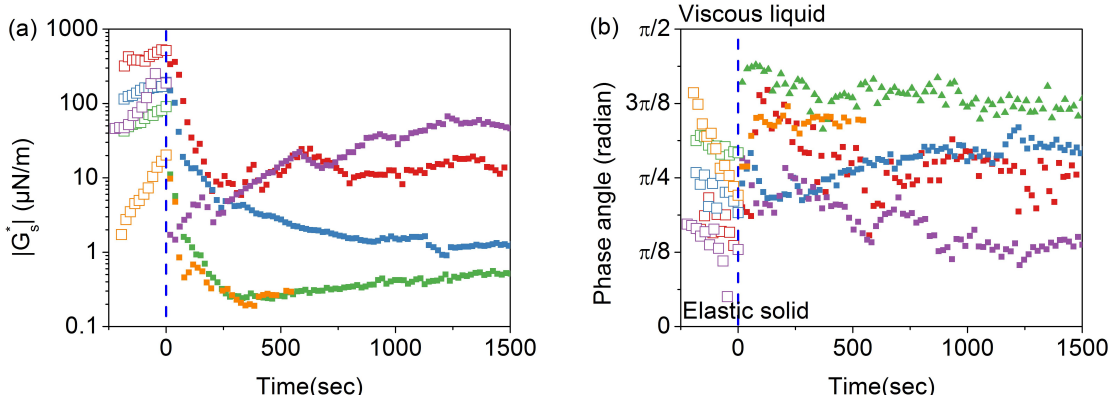 (a)
1000
100
10
1
0.1
|G*s| (μN/m)
0
500
1000
1500
Time(sec)
(b)
Viscous liquid
π/2
3π/8
π/4
π/8
0
Phase angle (radian)
Elastic solid
0
500
1000
1500
Time(sec)